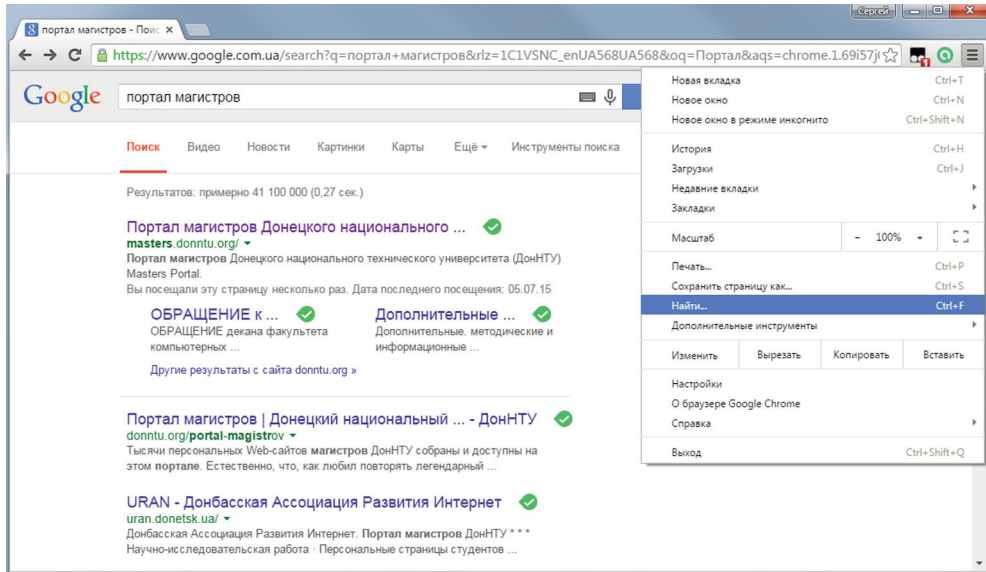 Сергей
портал магистров - Поис
https://www.google.com.ua/search?q=портал+магистров&rlz=1C1VSNC_enUA568UA568&oq=Портал&aqs=chrome.1.69i57j
1
Google
портал магистров
Поиск Видео Новости Картинки Карты Ещё Инструменты поиска
Результатов: примерно 41 100 000 (0,27 сек.)
Портал магистров Донецкого национального ...
masters.donntu.org/
Портал магистров Донецкого национального технического университета (ДонНТУ)
Masters Portal.
Вы посещали эту страницу несколько раз. Дата последнего посещения: 05.07.15
ОБРАЩЕНИЕ к ...
ОБРАЩЕНИЕ декана факультета
компьютерных ...
Дополнительные ...
Дополнительные. методические и
информационные ...
Другие результаты с сайта donntu.org »
Портал магистров | Донецкий национальный ... - ДонНТУ
donntu.org/portal-magistrov
Тысячи персональных Web-сайтов магистров ДонНТУ собраны и доступны на
этом портале. Естественно, что, как любил повторять легендарный ...
URAN - Донбасская Ассоциация Развития Интернет
uran.donetsk.ua/
Донбасская Ассоциация Развития Интернет. Портал магистров ДонНТУ * * *
Научно-исследовательская работа · Персональные страницы студентов ...
Новая вкладка Ctrl+T
Новое окно Ctrl+N
Новое окно в режиме инкогнито Ctrl+Shift+N
История Ctrl+H
Загрузки Ctrl+J
Недавние вкладки
Закладки
Масштаб - 100% +
Печать... Ctrl+P
Сохранить страницу как... Ctrl+S
Найти... Ctrl+F
Дополнительные инструменты
Изменить Вырезать Копировать Вставить
Настройки
О браузере Google Chrome
Справка
Выход Ctrl+Shift+Q